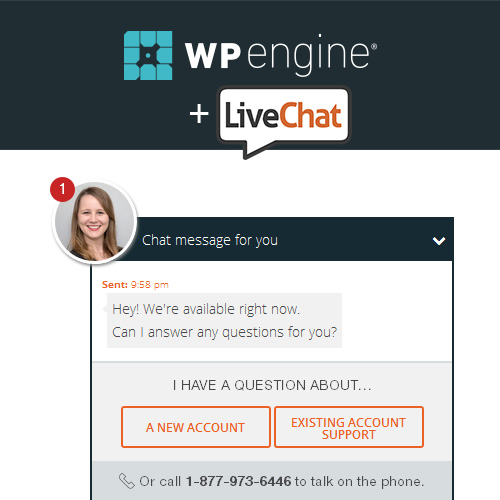 WP engine®
+ LiveChat
1
Chat message for you
Sent: 9:58 pm
Hey! We're available right now.
Can I answer any questions for you?
I HAVE A QUESTION ABOUT...
A NEW ACCOUNT
EXISTING ACCOUNT
SUPPORT
Or call 1-877-973-6446 to talk on the phone.